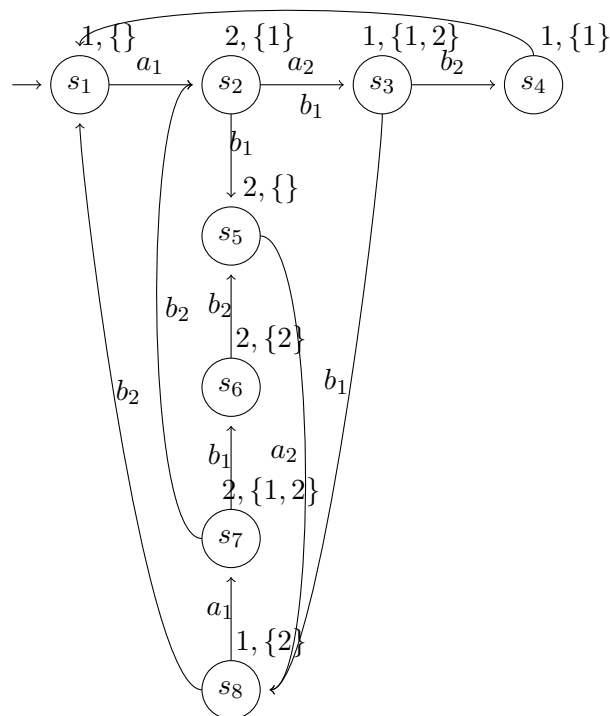 1, {} 2, {1} 1, {1, 2} 1, {1}
s₁ a₁ s₂ a₂ s₃ b₂ s₄
b₁
b₁
2, {}
s₅
b₂ b₂
2, {2}
s₆
b₂ b₁
b₁ a₂
2, {1, 2}
s₇
a₁
1, {2}
s₈